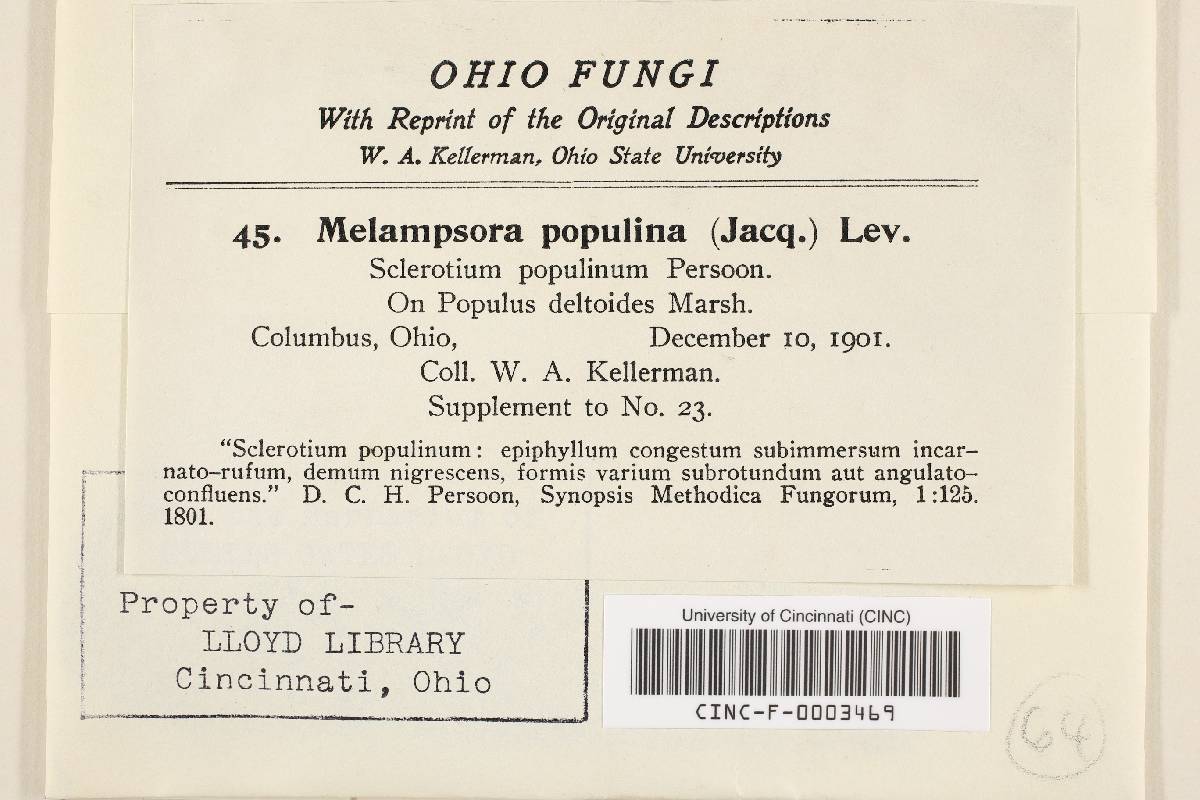 OHIO FUNGI
With Reprint of the Original Descriptions
W. A. Kellerman, Ohio State University
45. Melampsora populina (Jacq.) Lev.
Sclerotium populinum Persoon.
On Populus deltoides Marsh.
Columbus, Ohio, December 10, 1901.
Coll. W. A. Kellerman.
Supplement to No. 23.
“Sclerotium populinum: epiphyllum congestum subimmersum incar-
nato-rufum, demum nigrescens, formis varium subrotundum aut angulato-
confluens.” D. C. H. Persoon, Synopsis Methodica Fungorum, 1:125.
1801.
Property of-
LLOYD LIBRARY
Cincinnati, Ohio
University of Cincinnati (CINC)
CINC-F-0003469
64